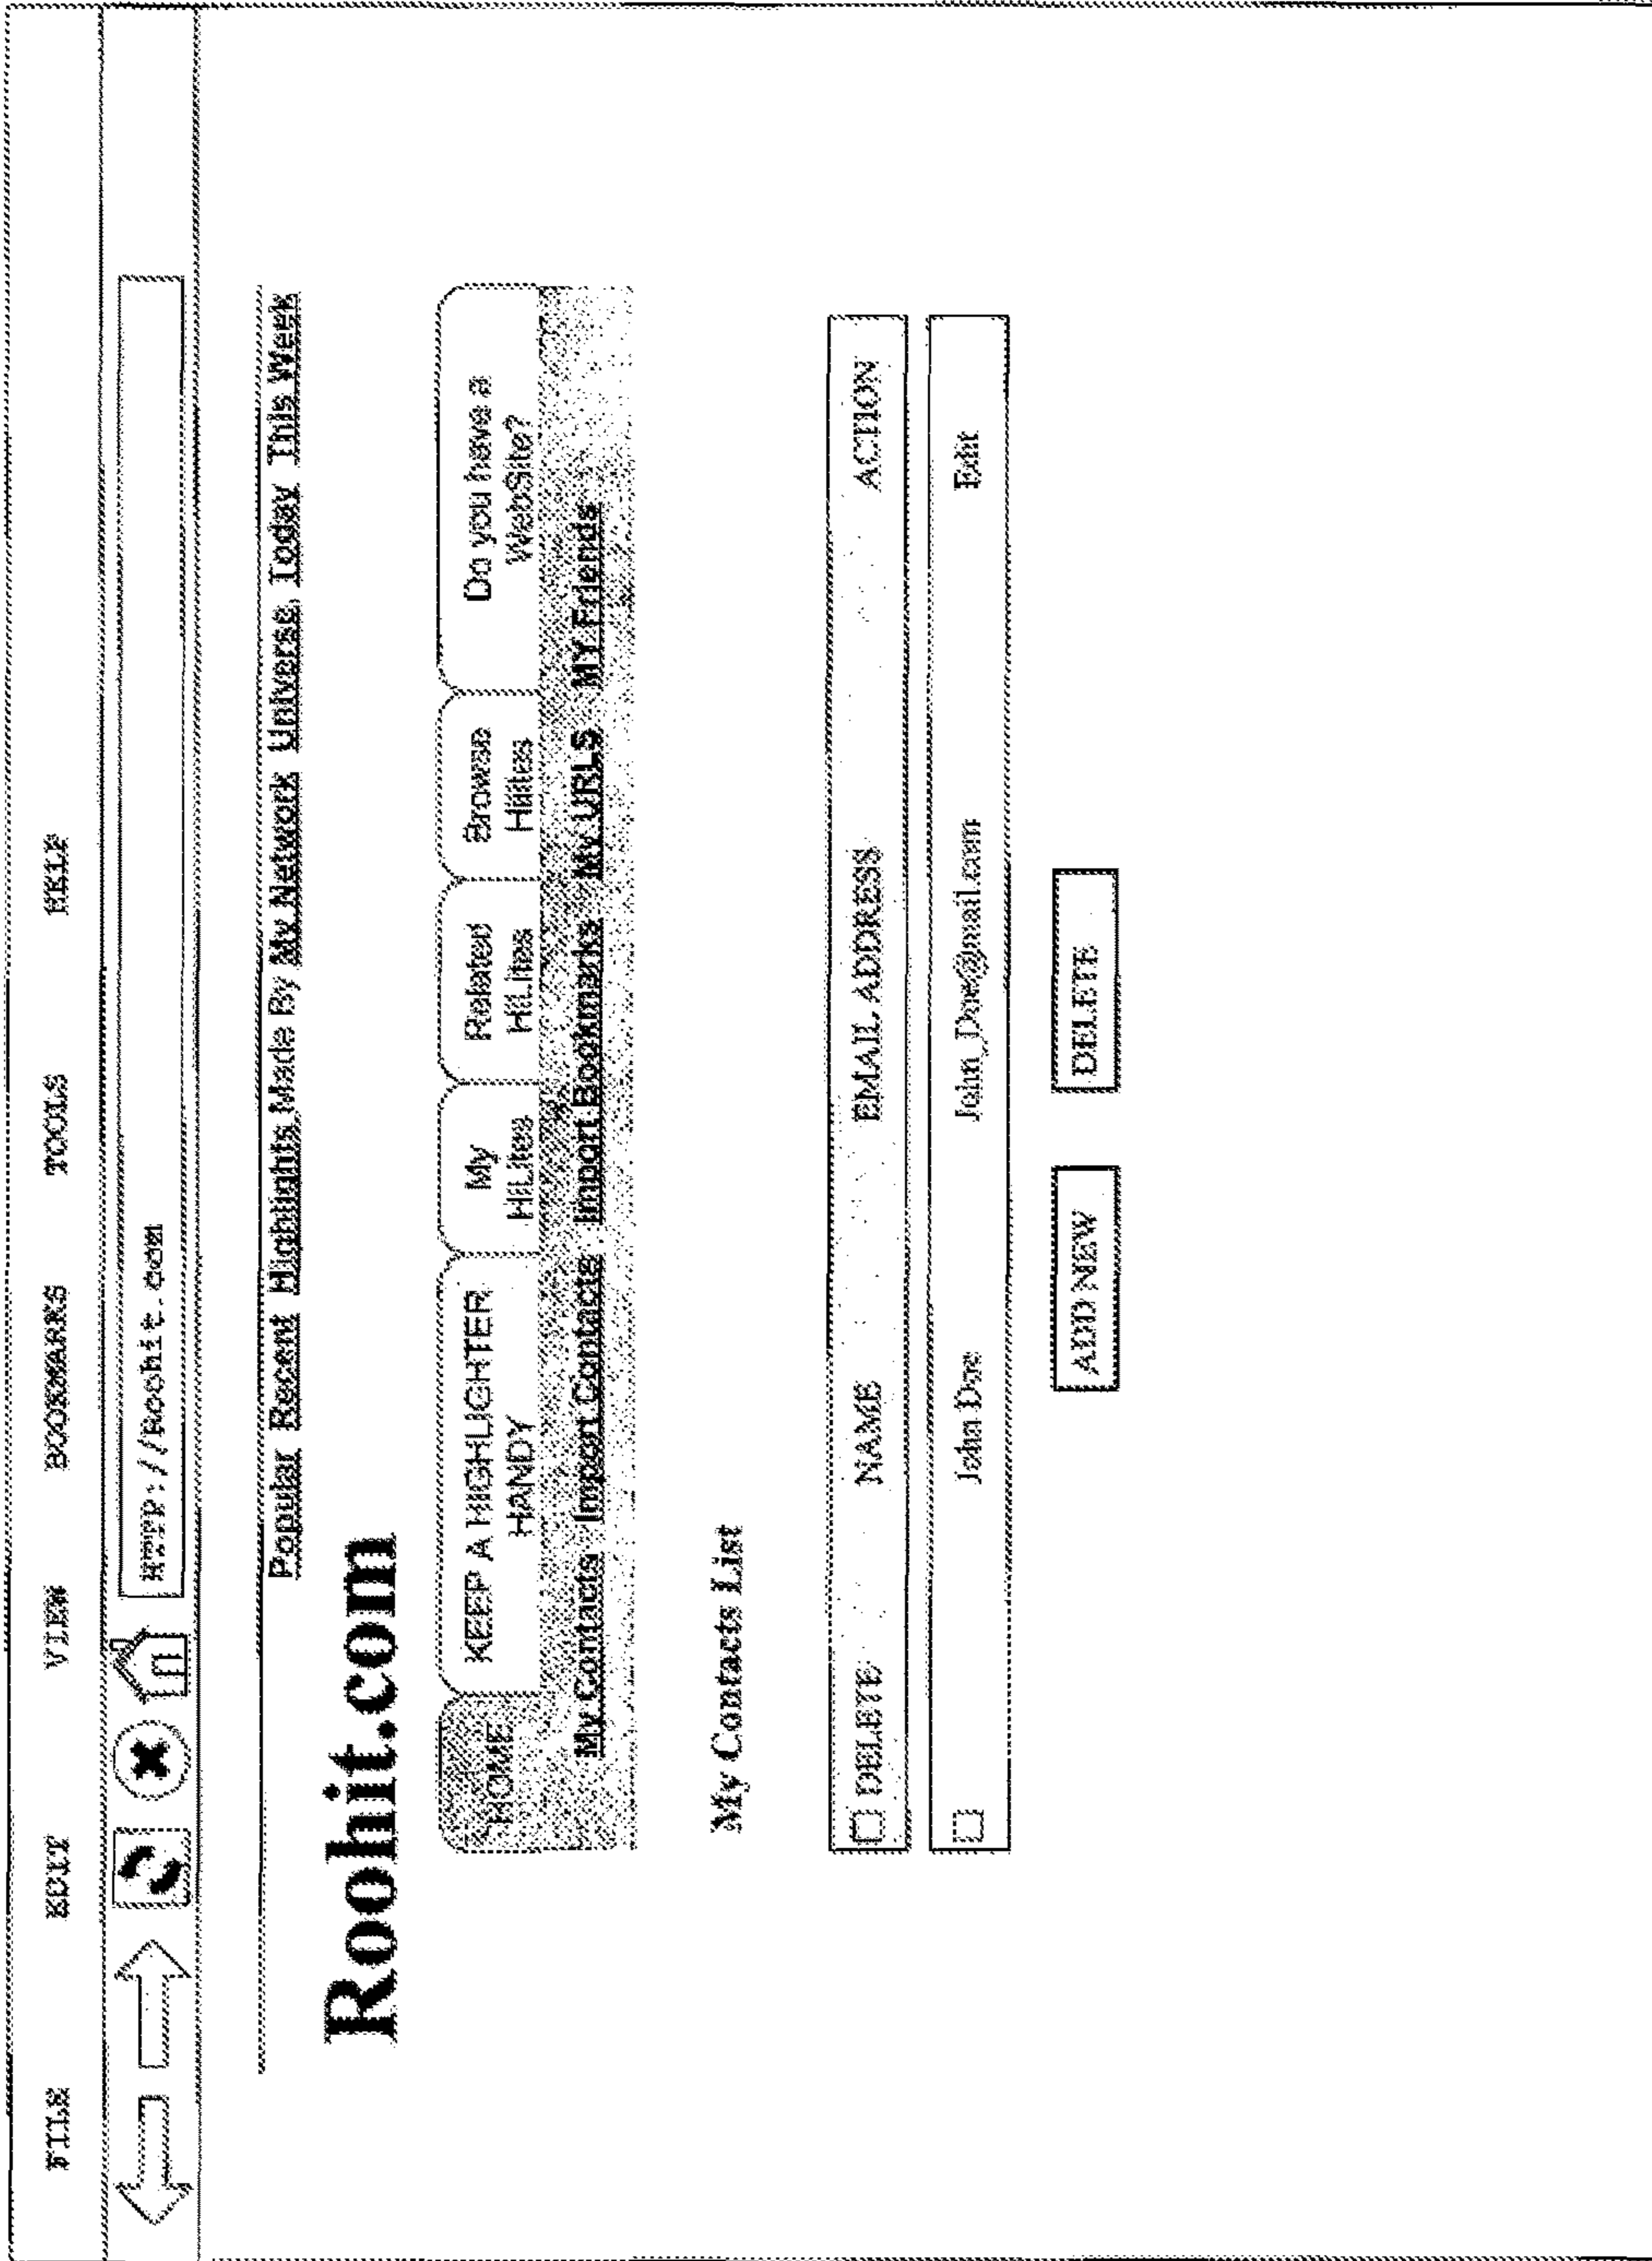 FILE EDIT VIEW BOOKMARKS TOOLS HELP
HTTP://Roohit.com
Popular Recent Highlights Made By My Network Universe Today This Week
Roohit.com
HOME
KEEP A HIGHLIGHTER
HANDY
My
HiLites
Related
HiLites
Browse
Hilites
Do you have a
WebSite?
My Contacts Import Contacts Import Bookmarks My URLS MY Friends
My Contacts List
DELETE NAME EMAIL ADDRESS ACTION
John Doe John_Doe@mail.com Edit
ADD NEW DELETE